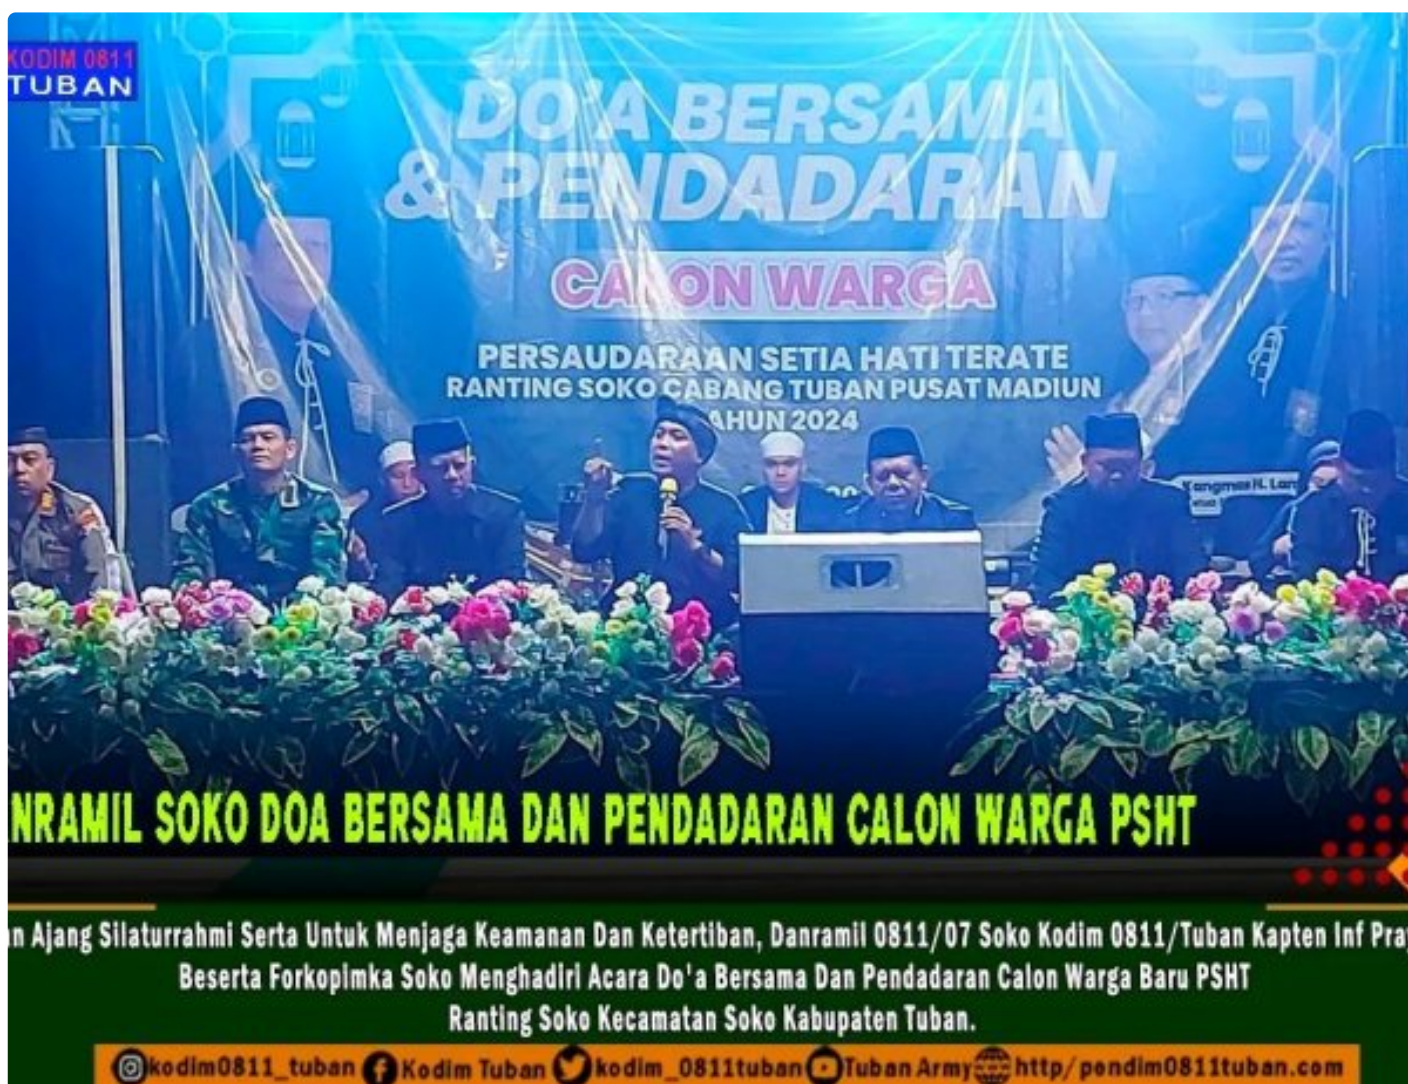 KODIM 0811
TUBAN
DO'A BERSAMA
& PENDADARAN
CALON WARGA
PERSAUDARAAN SETIA HATI TERATE
RANTING SOKO CABANG TUBAN PUSAT MADIUN
AHUN 2024
Kangmas H. Lam
NRAMIL SOKO DOA BERSAMA DAN PENDADARAN CALON WARGA PSHT
n Ajang Silaturrahmi Serta Untuk Menjaga Keamanan Dan Ketertiban, Danramil 0811/07 Soko Kodim 0811/Tuban Kapten Inf Pray
Beserta Forkopimka Soko Menghadiri Acara Do'a Bersama Dan Pendadaran Calon Warga Baru PSHT
Ranting Soko Kecamatan Soko Kabupaten Tuban.
kodim0811_tuban Kodim Tuban kodim_0811tuban Tuban Army http/pendim0811tuban.com